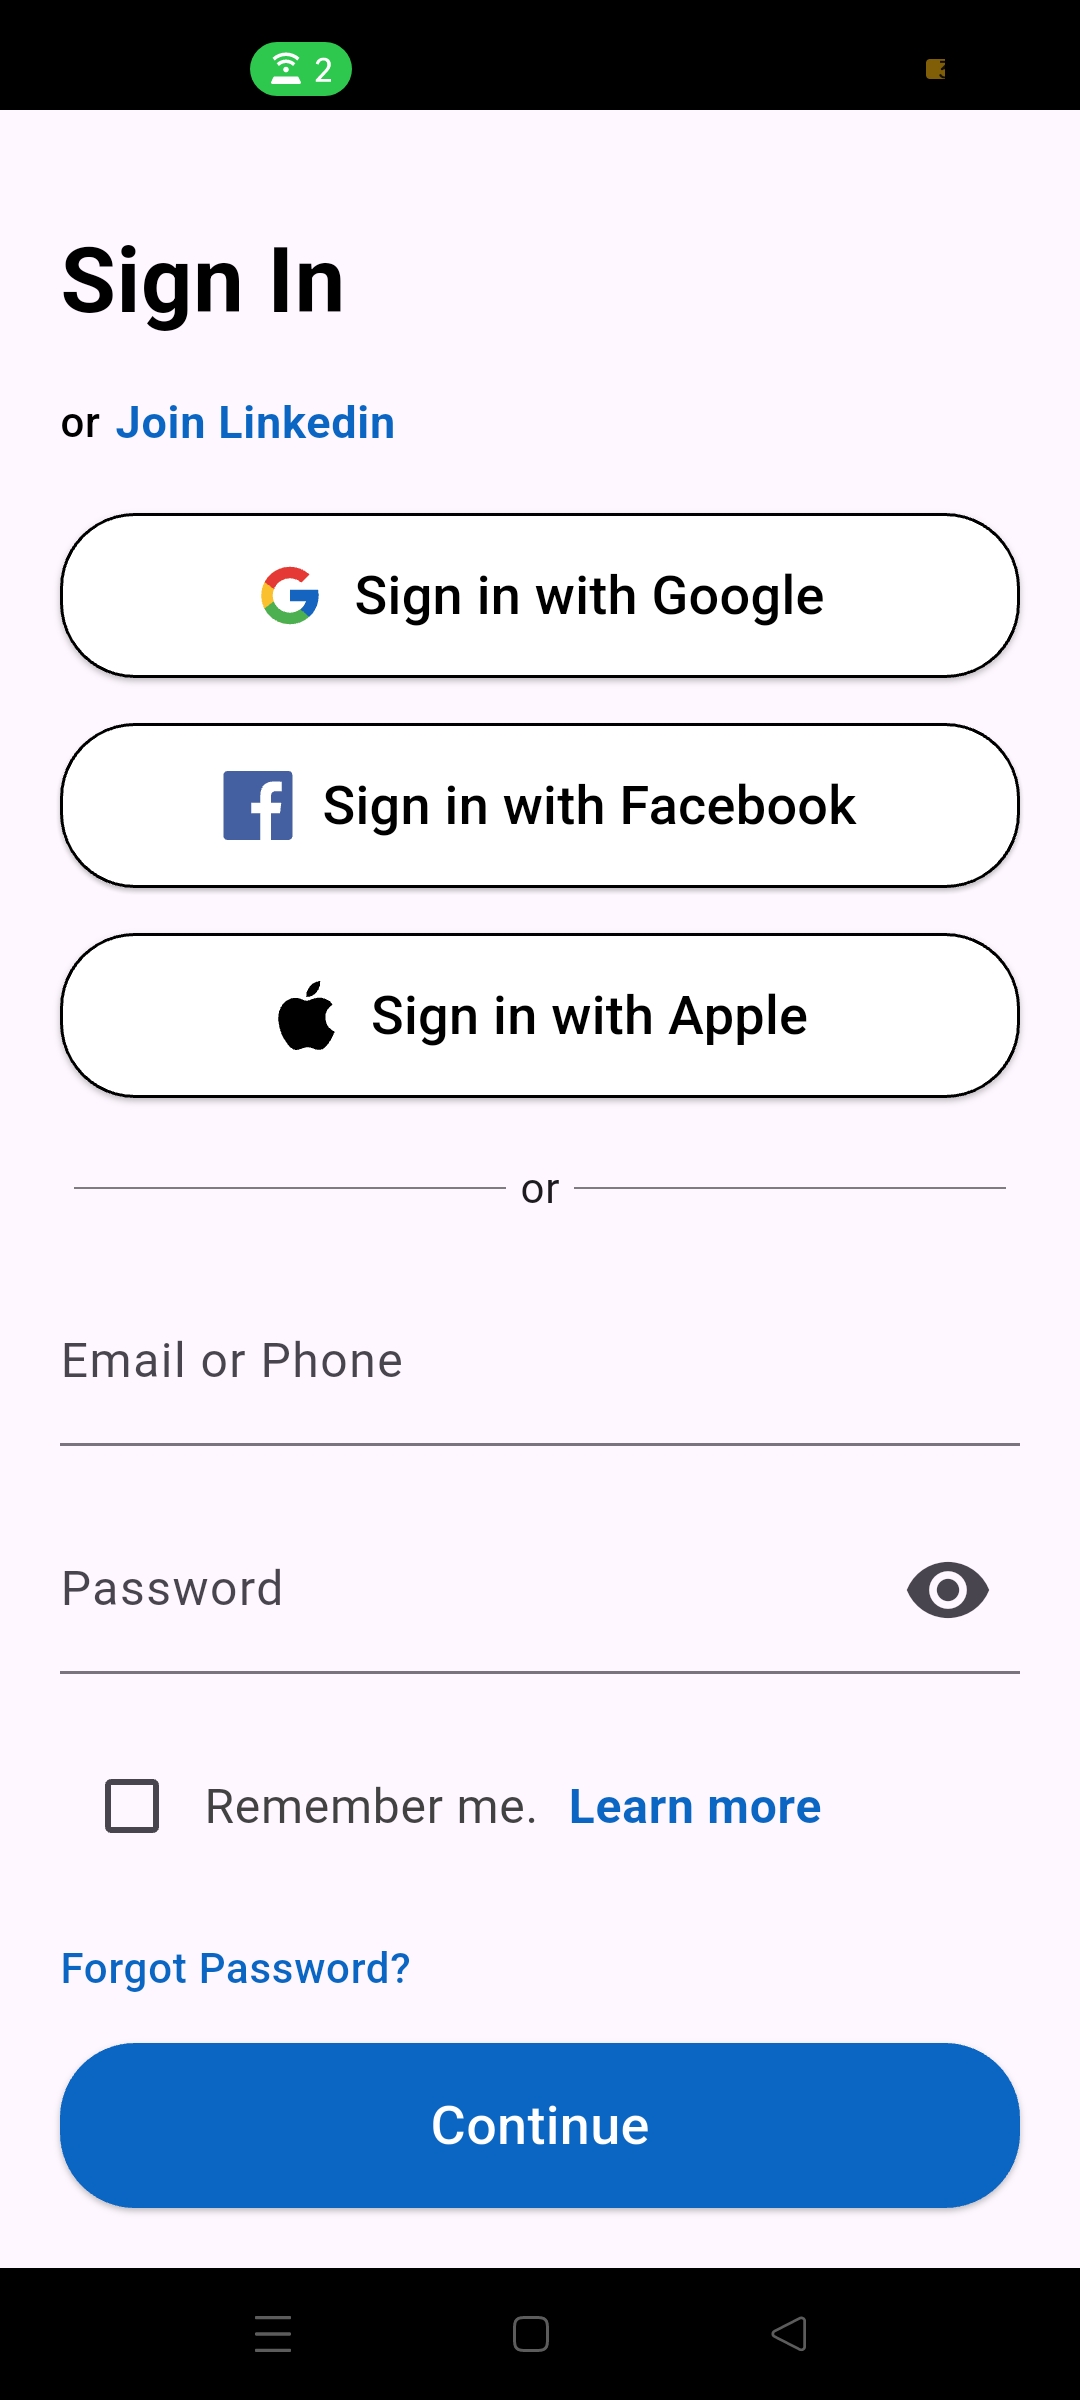 2
Sign In
or Join Linkedin
Sign in with Google
Sign in with Facebook
Sign in with Apple
or
Email or Phone
Password
Remember me. Learn more
Forgot Password?
Continue